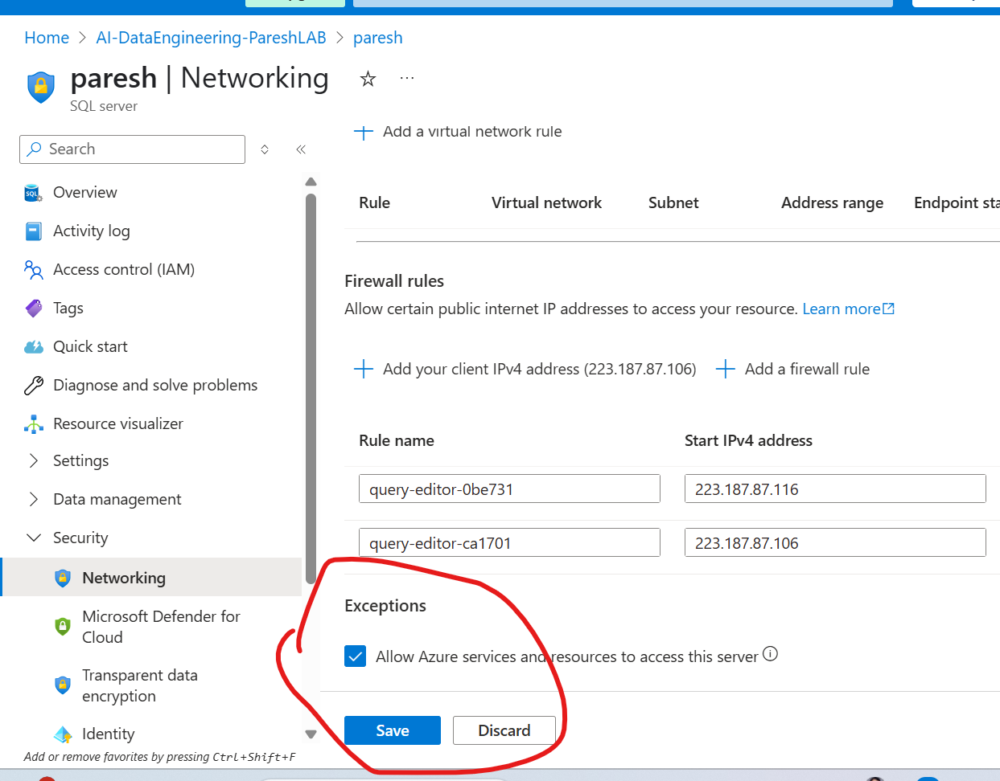 Home > AI-DataEngineering-PareshLAB > paresh
paresh | Networking
SQL server
Search
Overview
Activity log
Access control (IAM)
Tags
Quick start
Diagnose and solve problems
Resource visualizer
Settings
Data management
Security
Networking
Microsoft Defender for
Cloud
Transparent data
encryption
Identity
Add or remove favorites by pressing Ctrl+Shift+F
Add a virtual network rule
Rule Virtual network Subnet Address range Endpoint sta
Firewall rules
Allow certain public internet IP addresses to access your resource. Learn more
Add your client IPv4 address (223.187.87.106) Add a firewall rule
Rule name Start IPv4 address
query-editor-0be731 223.187.87.116
query-editor-ca1701 223.187.87.106
Exceptions
Allow Azure services and resources to access this server
Save Discard